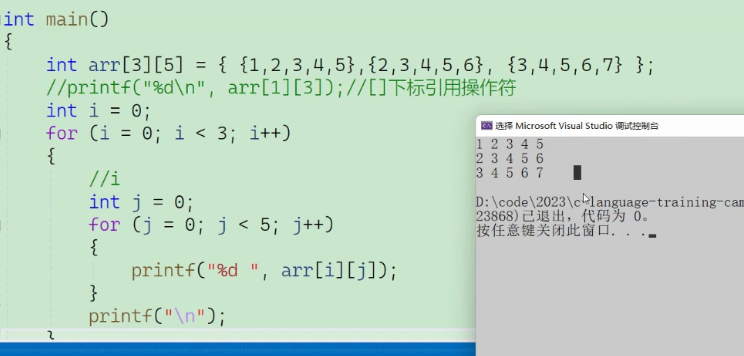 int main()
{
int arr[3][5] = { {1,2,3,4,5},{2,3,4,5,6}, {3,4,5,6,7} };
//printf("%d\n", arr[1][3]);//[]下标引用操作符
int i = 0;
for (i = 0; i < 3; i++)
{
//i
int j = 0;
for (j = 0; j < 5; j++)
{
printf("%d ", arr[i][j]);
}
printf("\n");
选择 Microsoft Visual Studio 调试控制台
1 2 3 4 5
2 3 4 5 6
3 4 5 6 7
D:\code\2023\c-language-training-cam
23868)已退出，代码为 0。
按任意键关闭此窗口. . .